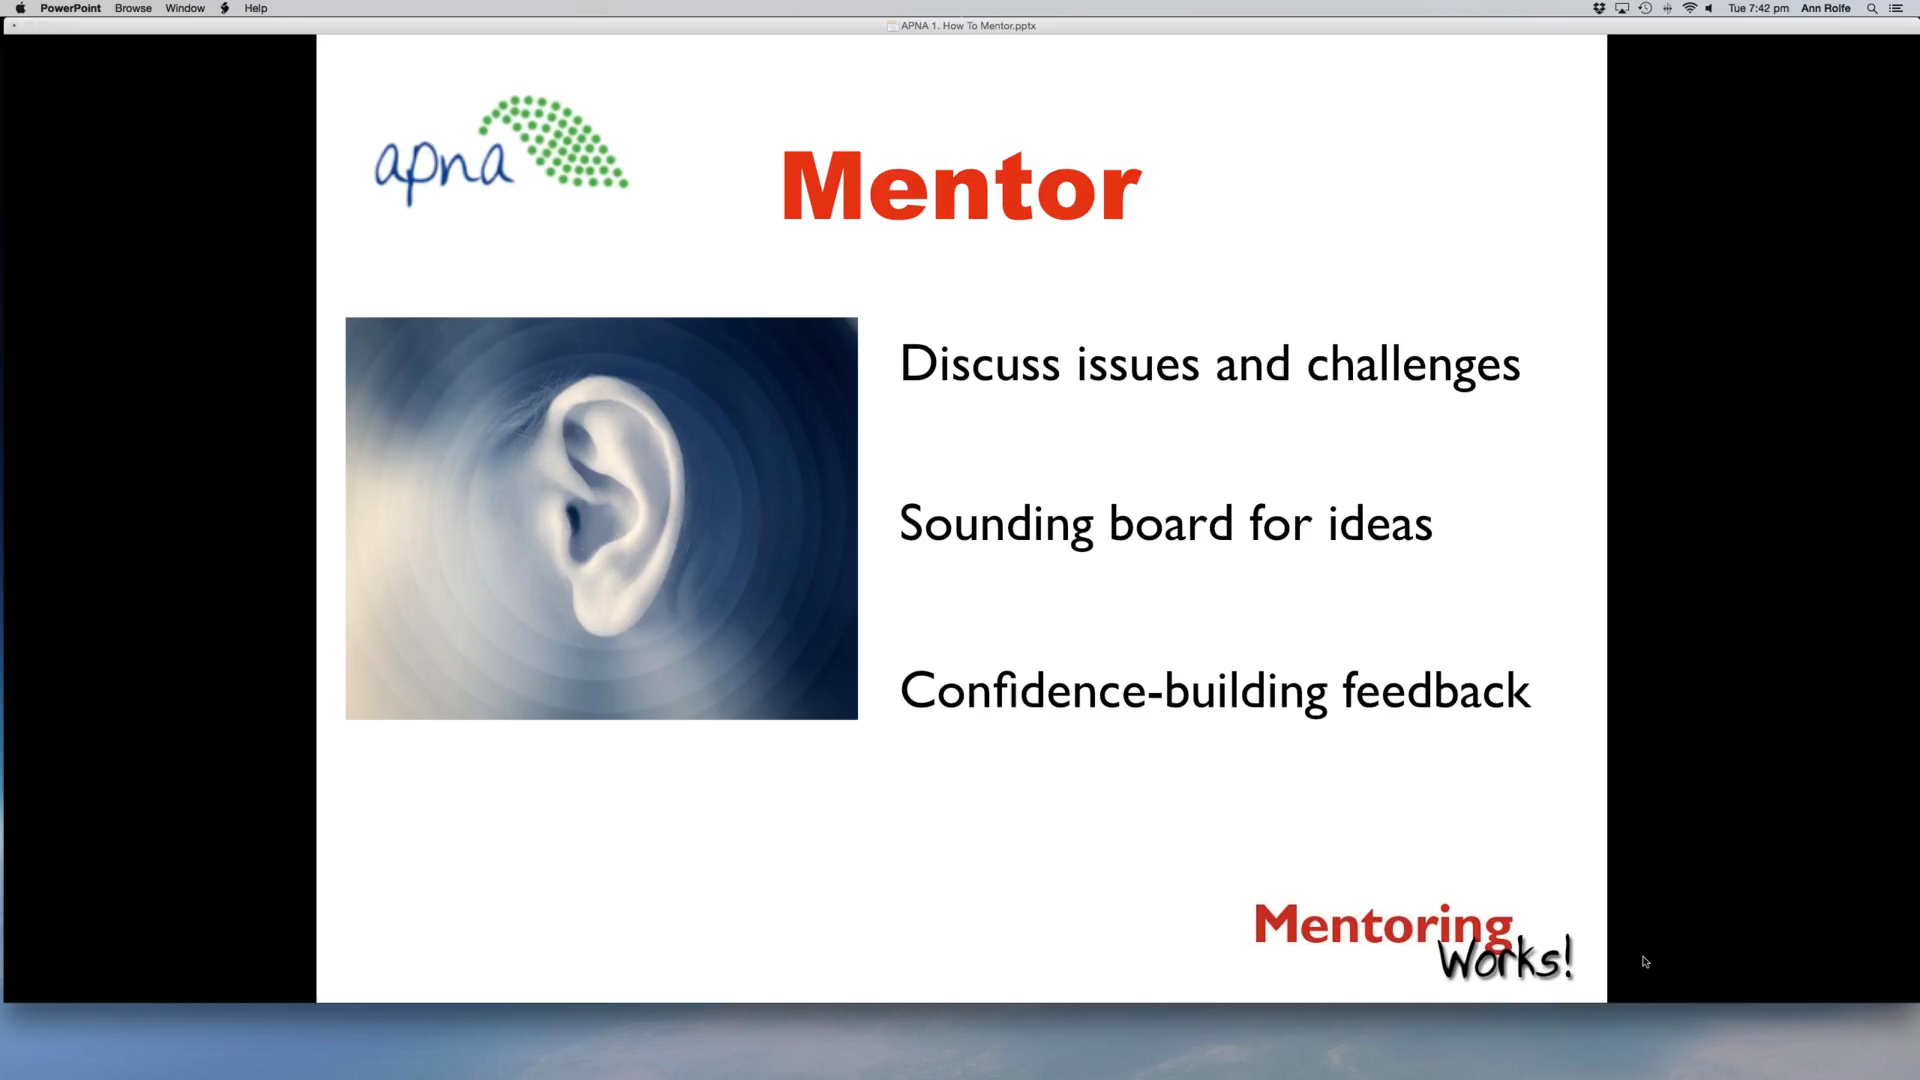 PowerPoint Browse Window Help Tue 7:42 pm Ann Rolfe
APNA 1. How To Mentor.pptx
apna
Mentor
Discuss issues and challenges
Sounding board for ideas
Confidence-building feedback
Mentoring
Works!